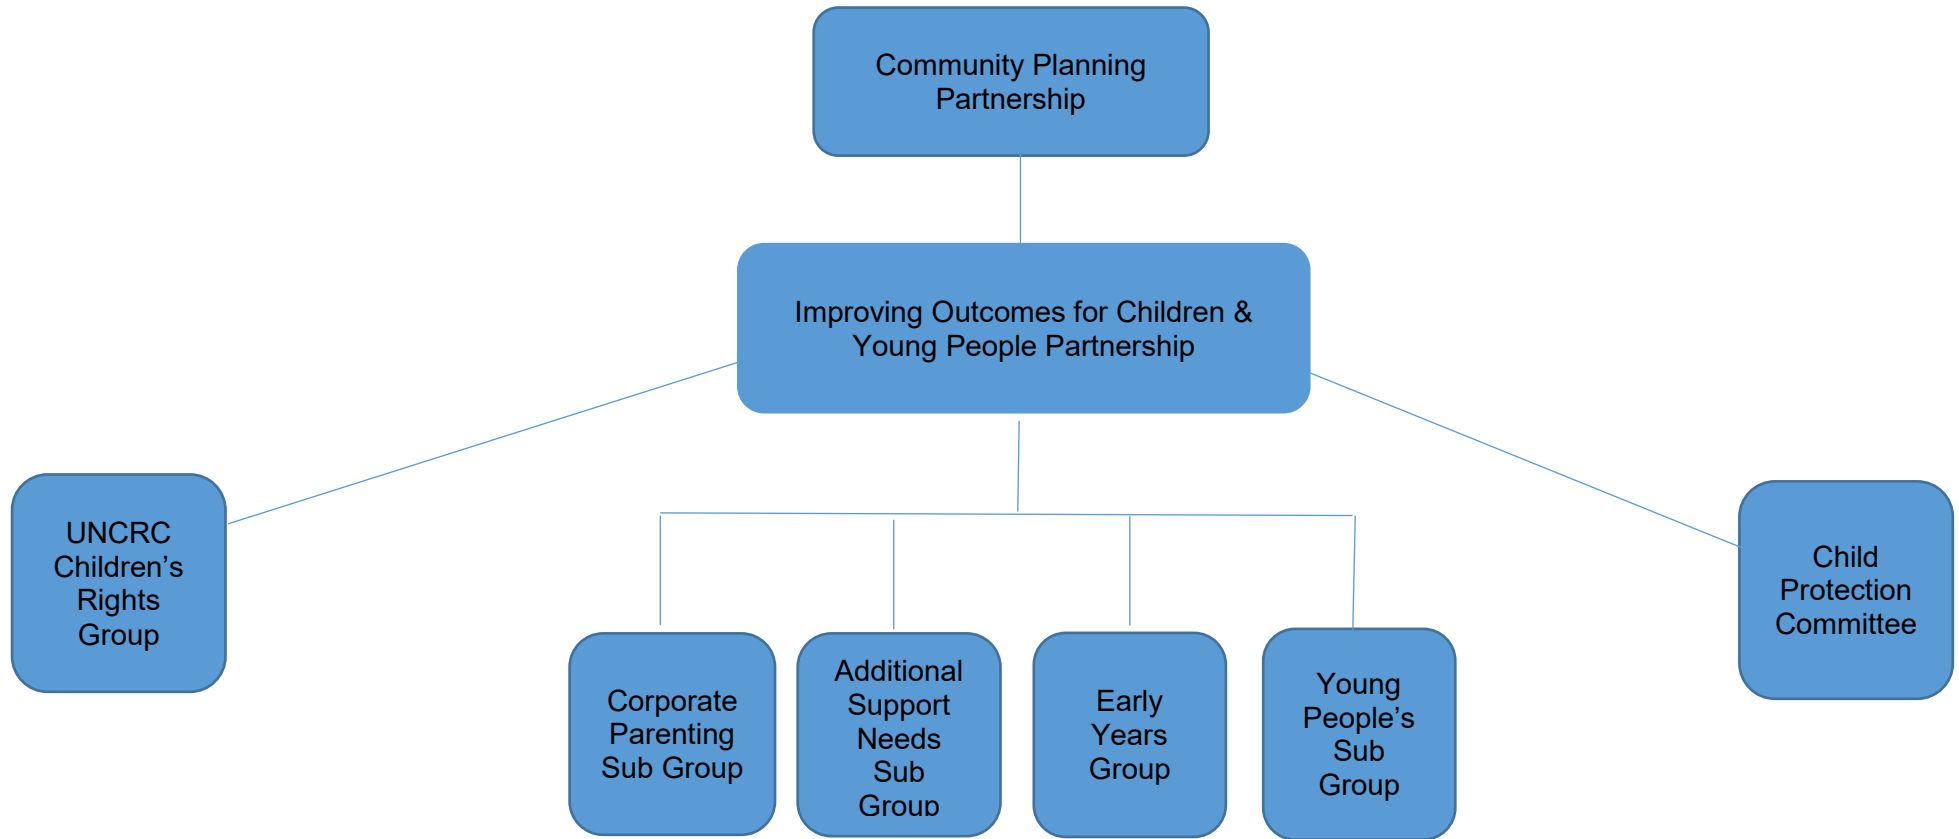 Community Planning
Partnership
Improving Outcomes for Children &
Young People Partnership
UNCRC
Children’s
Rights
Group
Corporate
Parenting
Sub Group
Additional
Support
Needs
Sub
Group
Early
Years
Group
Young
People’s
Sub
Group
Child
Protection
Committee